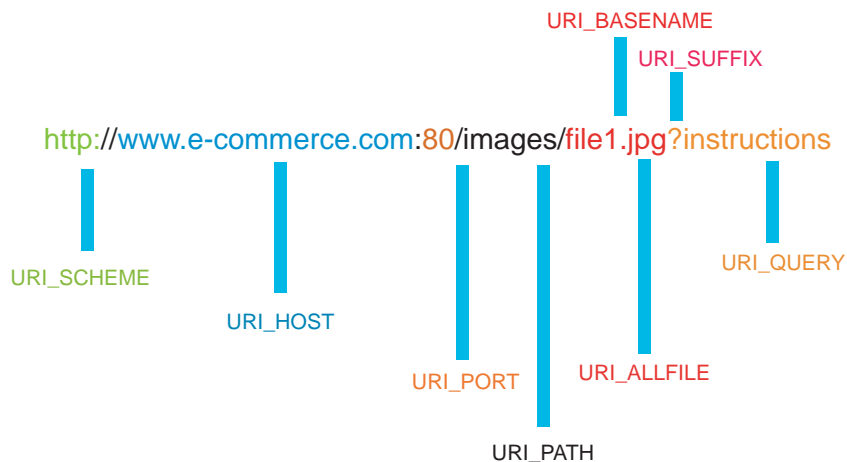 URI_BASENAME
URI_SUFFIX
http://www.e-commerce.com:80/images/file1.jpg?instructions
URI_SCHEME
URI_QUERY
URI_HOST
URI_PORT
URI_ALLFILE
URI_PATH